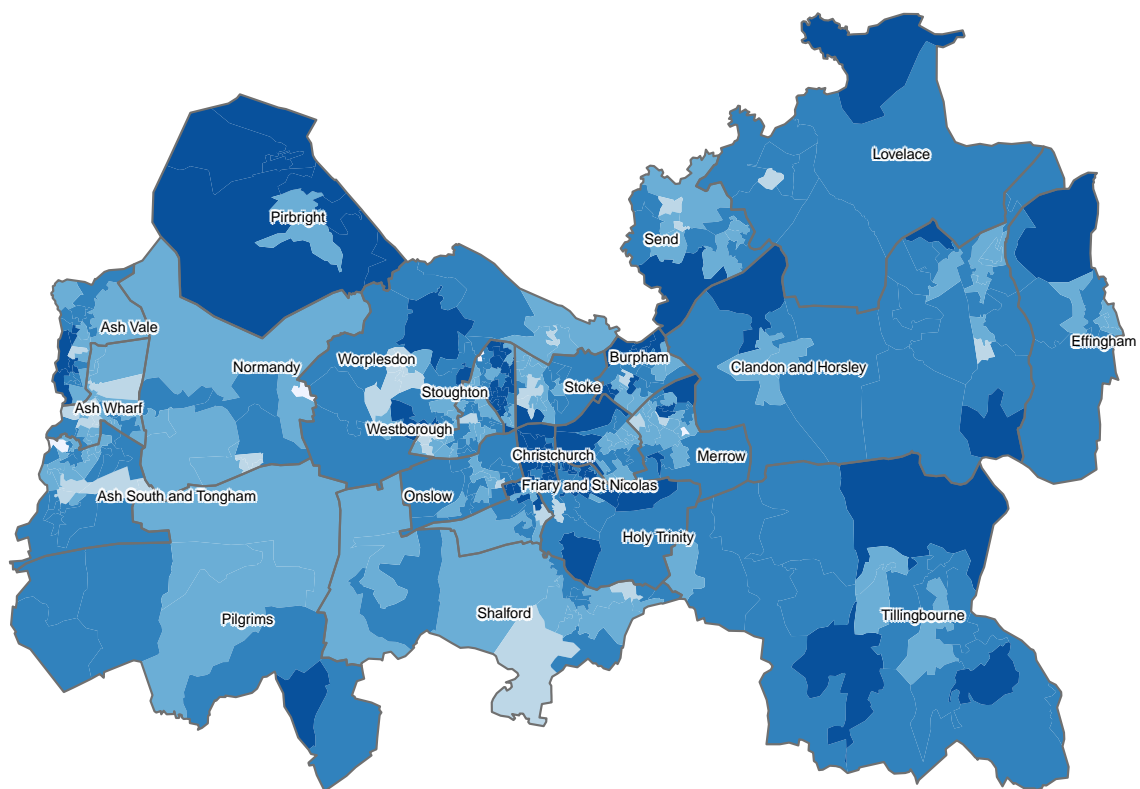 Lovelace
Pirbright
Send
Ash Vale
Effingham
Burpham
Worplesdon
Normandy
Clandon and Horsley
Stoke
Stoughton
Ash Wharf
Westborough
Christchurch
Merrow
Friary and St Nicolas
Ash South and Tongham
Onslow
Holy Trinity
Shalford
Tillingbourne
Pilgrims